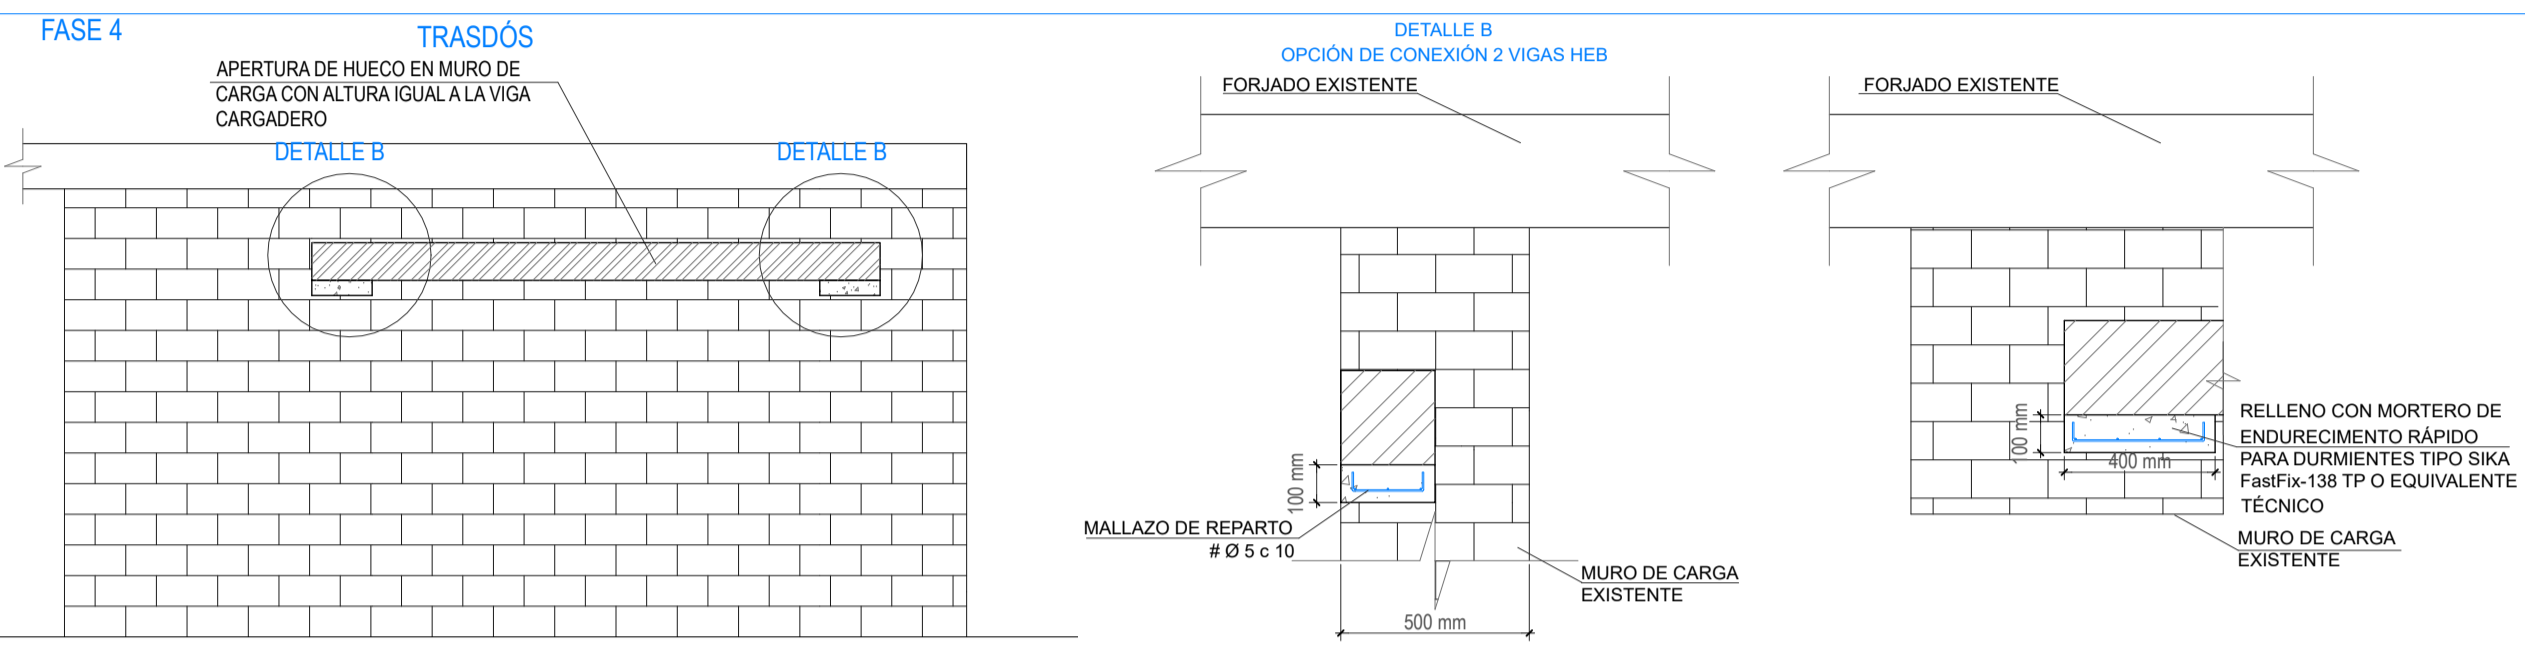 FASE 4
TRASDÓS
APERTURA DE HUECO EN MURO DE
CARGA CON ALTURA IGUAL A LA VIGA
CARGADERO
DETALLE B
DETALLE B
DETALLE B
OPCIÓN DE CONEXIÓN 2 VIGAS HEB
FORJADO EXISTENTE
100 mm
MALLAZO DE REPARTO
# Ø 5 c 10
MURO DE CARGA
EXISTENTE
500 mm
FORJADO EXISTENTE
100 mm
400 mm
RELLENO CON MORTERO DE
ENDURECIMENTO RÁPIDO
PARA DURMIENTES TIPO SIKA
FastFix-138 TP O EQUIVALENTE
TÉCNICO
MURO DE CARGA
EXISTENTE